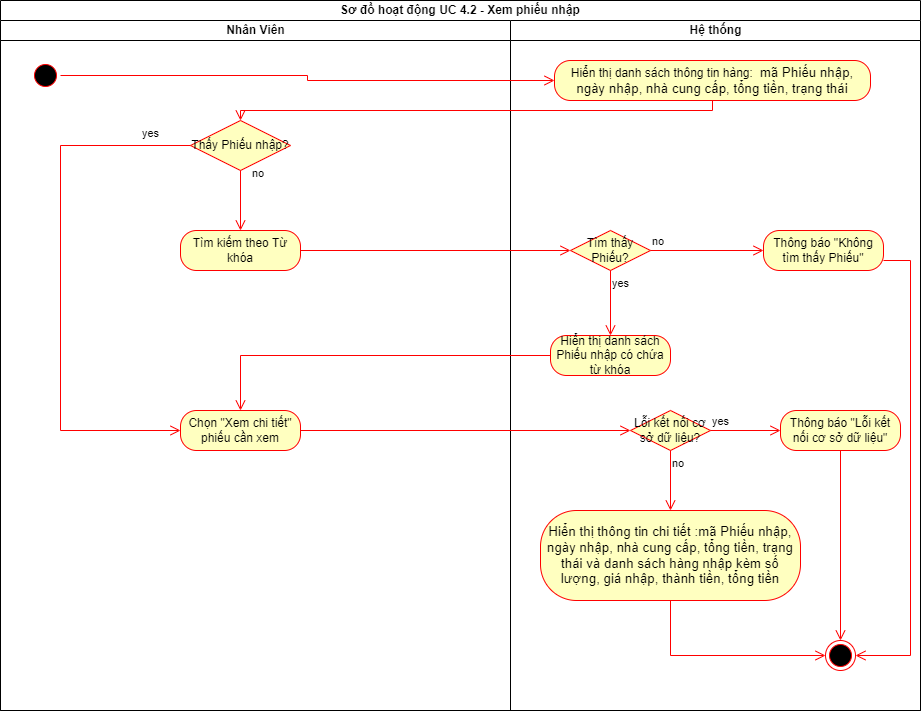 Sơ đồ hoạt động UC 4.2 - Xem phiếu nhập
Nhân Viên
Hệ thống
Hiển thị danh sách thông tin hàng: mã Phiếu nhập,
ngày nhập, nhà cung cấp, tổng tiền, trạng thái
yes
Thấy Phiếu nhập?
no
Tìm kiếm theo Từ
khóa
Tìm thấy
Phiếu?
no
Thông báo "Không
tìm thấy Phiếu"
yes
Hiển thị danh sách
Phiếu nhập có chứa
từ khóa
Chọn "Xem chi tiết"
phiếu cần xem
Lỗi kết nối cơ
sở dữ liệu?
yes
Thông báo "Lỗi kết
nối cơ sở dữ liệu"
no
Hiển thị thông tin chi tiết :mã Phiếu nhập,
ngày nhập, nhà cung cấp, tổng tiền, trạng
thái và danh sách hàng nhập kèm số
lượng, giá nhập, thành tiền, tổng tiền